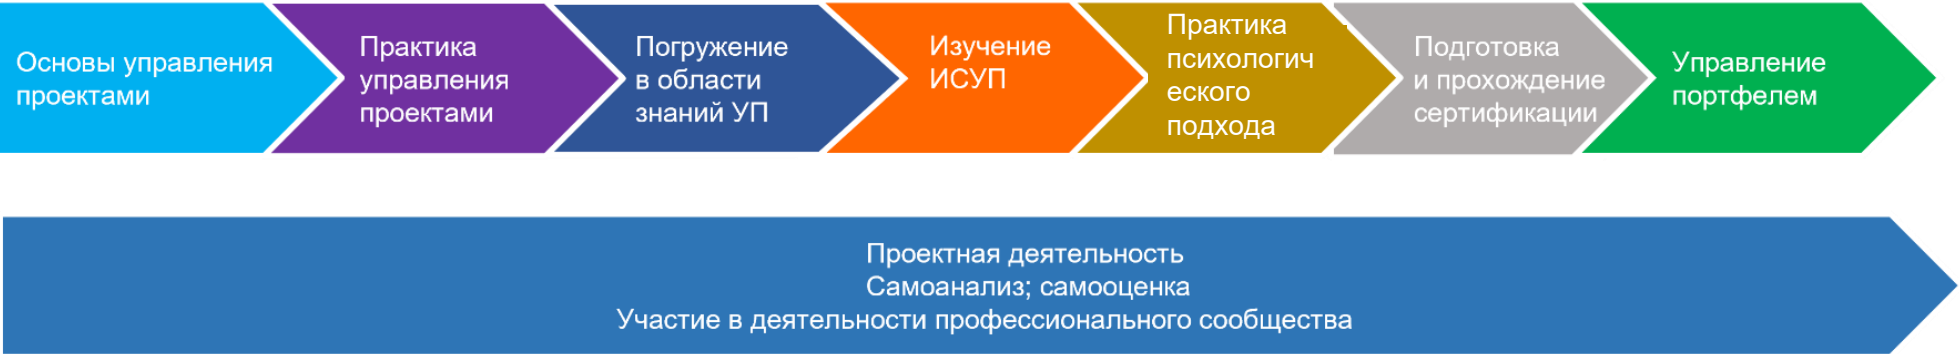 Основы управления
проектами
Практика
управления
проектами
Погружение
в области
знаний УП
Изучение
ИСУП
Практика
психологич
еского
подхода
Подготовка
и прохождение
сертификации
Управление
портфелем
Проектная деятельность
Самоанализ; самооценка
Участие в деятельности профессионального сообщества